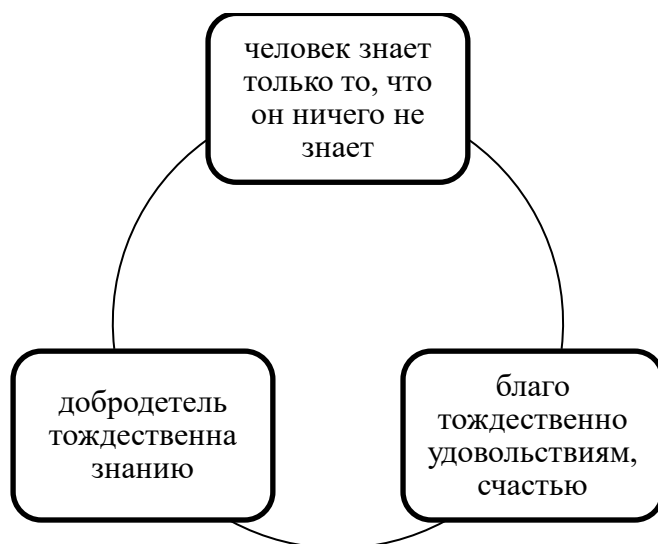 человек знает
только то, что
он ничего не
знает
добродетель
тождественна
знанию
благо
тождественно
удовольствиям,
счастью